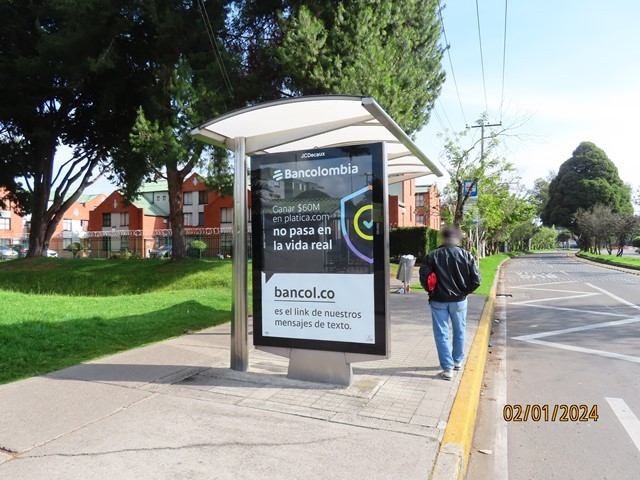 JCDecaux
Bancolombia
Ganar $60M
en platica.com
no pasa en
la vida real
bancol.co
es el link de nuestros
mensajes de texto.
02/01/2024